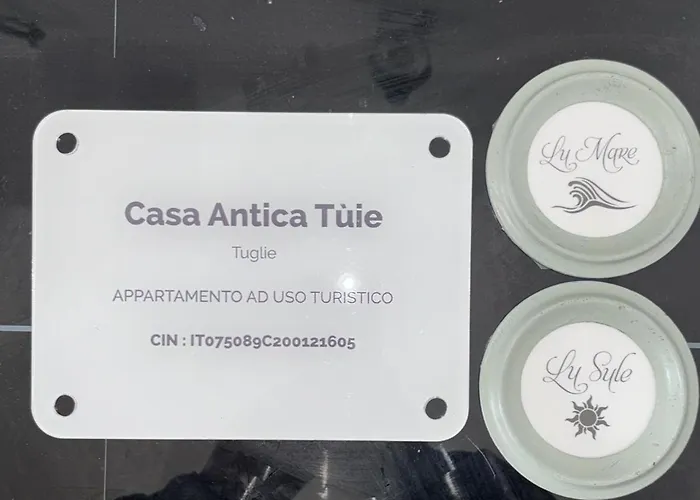 Casa Antica Tùie
Tuglie
APPARTAMENTO AD USO TURISTICO
CIN : IT075089C200121605
Lu Mare
Lu Sule